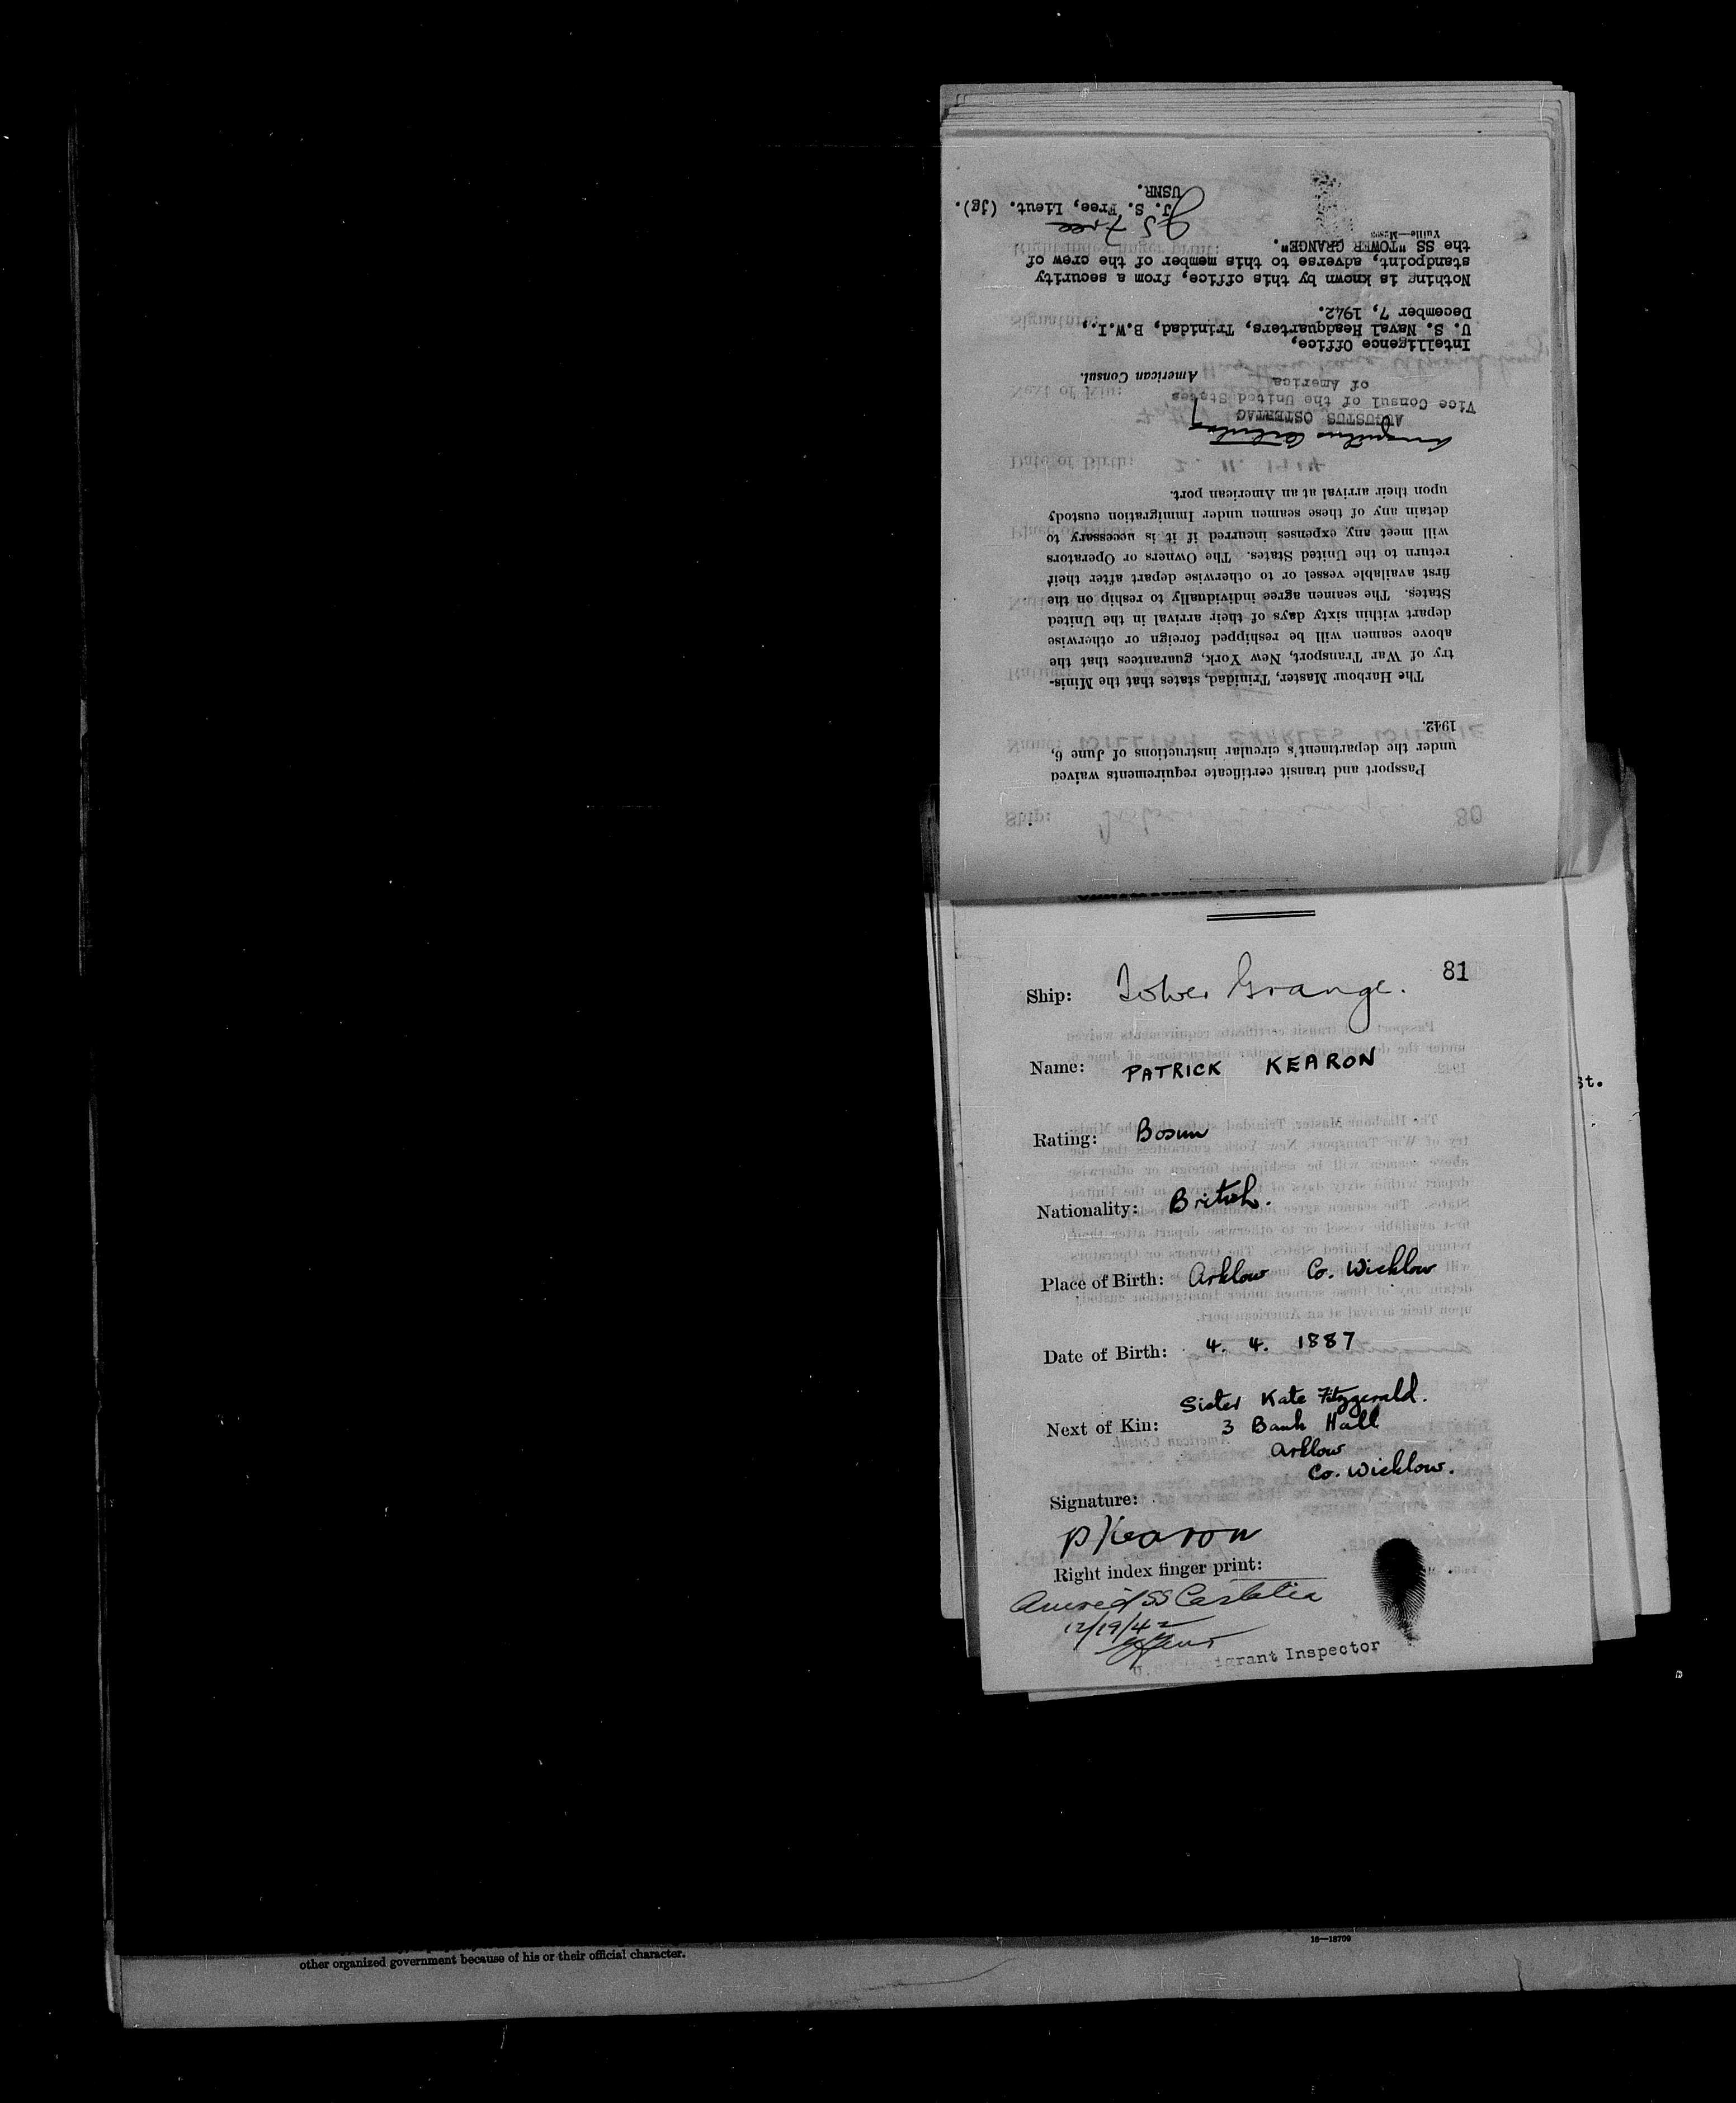 Passport and transit certificate requirements waived
under the department's circular instructions of June 6,
1942.
The Harbour Master, Trinidad, states that the Minis-
try of War Transport, New York, guarantees that the
above seamen will be reshipped foreign or otherwise
depart within sixty days of their arrival in the United
States. The seamen agree individually to reship on the
first available vessel or to otherwise depart after their
return to the United States. The Owners or Operators
will meet any expenses incurred if it is necessary to
detain any of these seamen under Immigration custody
upon their arrival at an American port.
AUGUSTUS OSTERTAG
Vice Consul of the United States
of America
American Consul.
Intelligence Office,
U. S. Naval Headquarters, Trinidad, B.W.I.,
December 7, 1942.
Nothing is known by this office, from a security
standpoint, adverse to this member of the crew of
the SS "TOWER GRANGE".
Yuille—M2803
J S Free
J. S. Free, Lieut. (jg).
USNR.
81
Ship: Tower Grange.
Name: PATRICK KEARON
Rating: Bosun
Nationality: British.
Place of Birth: Arklow Co. Wicklow
Date of Birth: 4. 4. 1887
Sister Kate Fitzgerald.
Next of Kin: 3 Bank Hall
Arklow
Co. Wicklow.
Signature:
P Kearon
Right index finger print:
Arrived SS Castalia
12/19/42
Inspector
st.
other organized government because of his or their official character.
16—18709